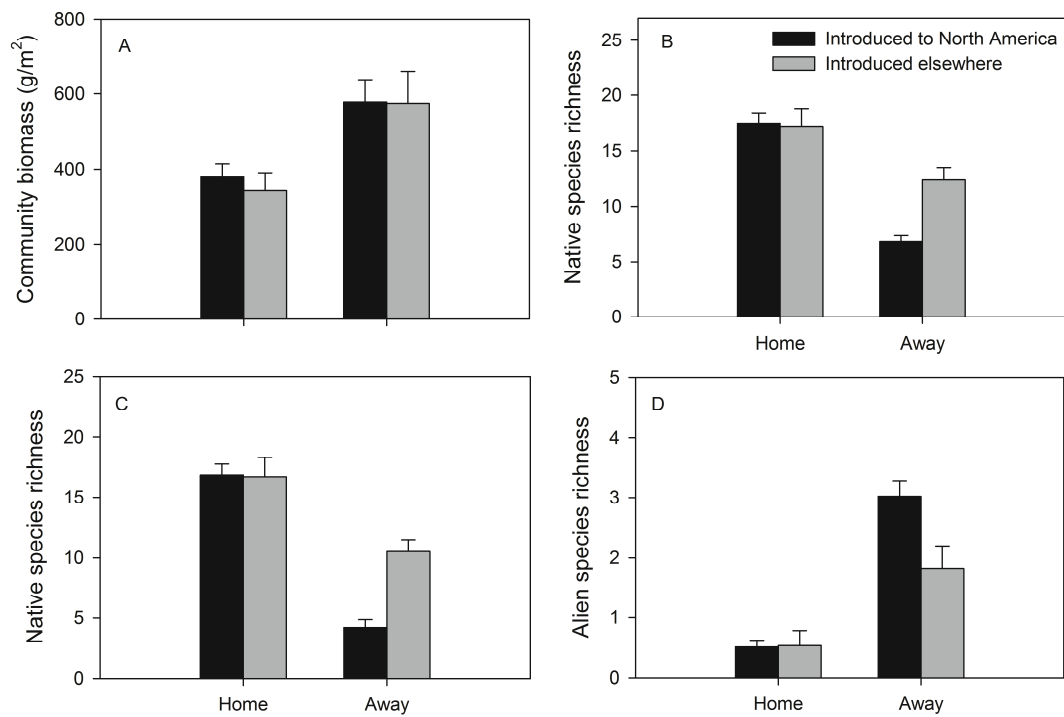 A
Community biomass (g/m²)
800
600
400
200
0
B
Introduced to North America
Introduced elsewhere
Native species richness
25
20
15
10
5
0
Home Away
C
Native species richness
25
20
15
10
5
0
Home Away
D
Alien species richness
5
4
3
2
1
0
Home Away